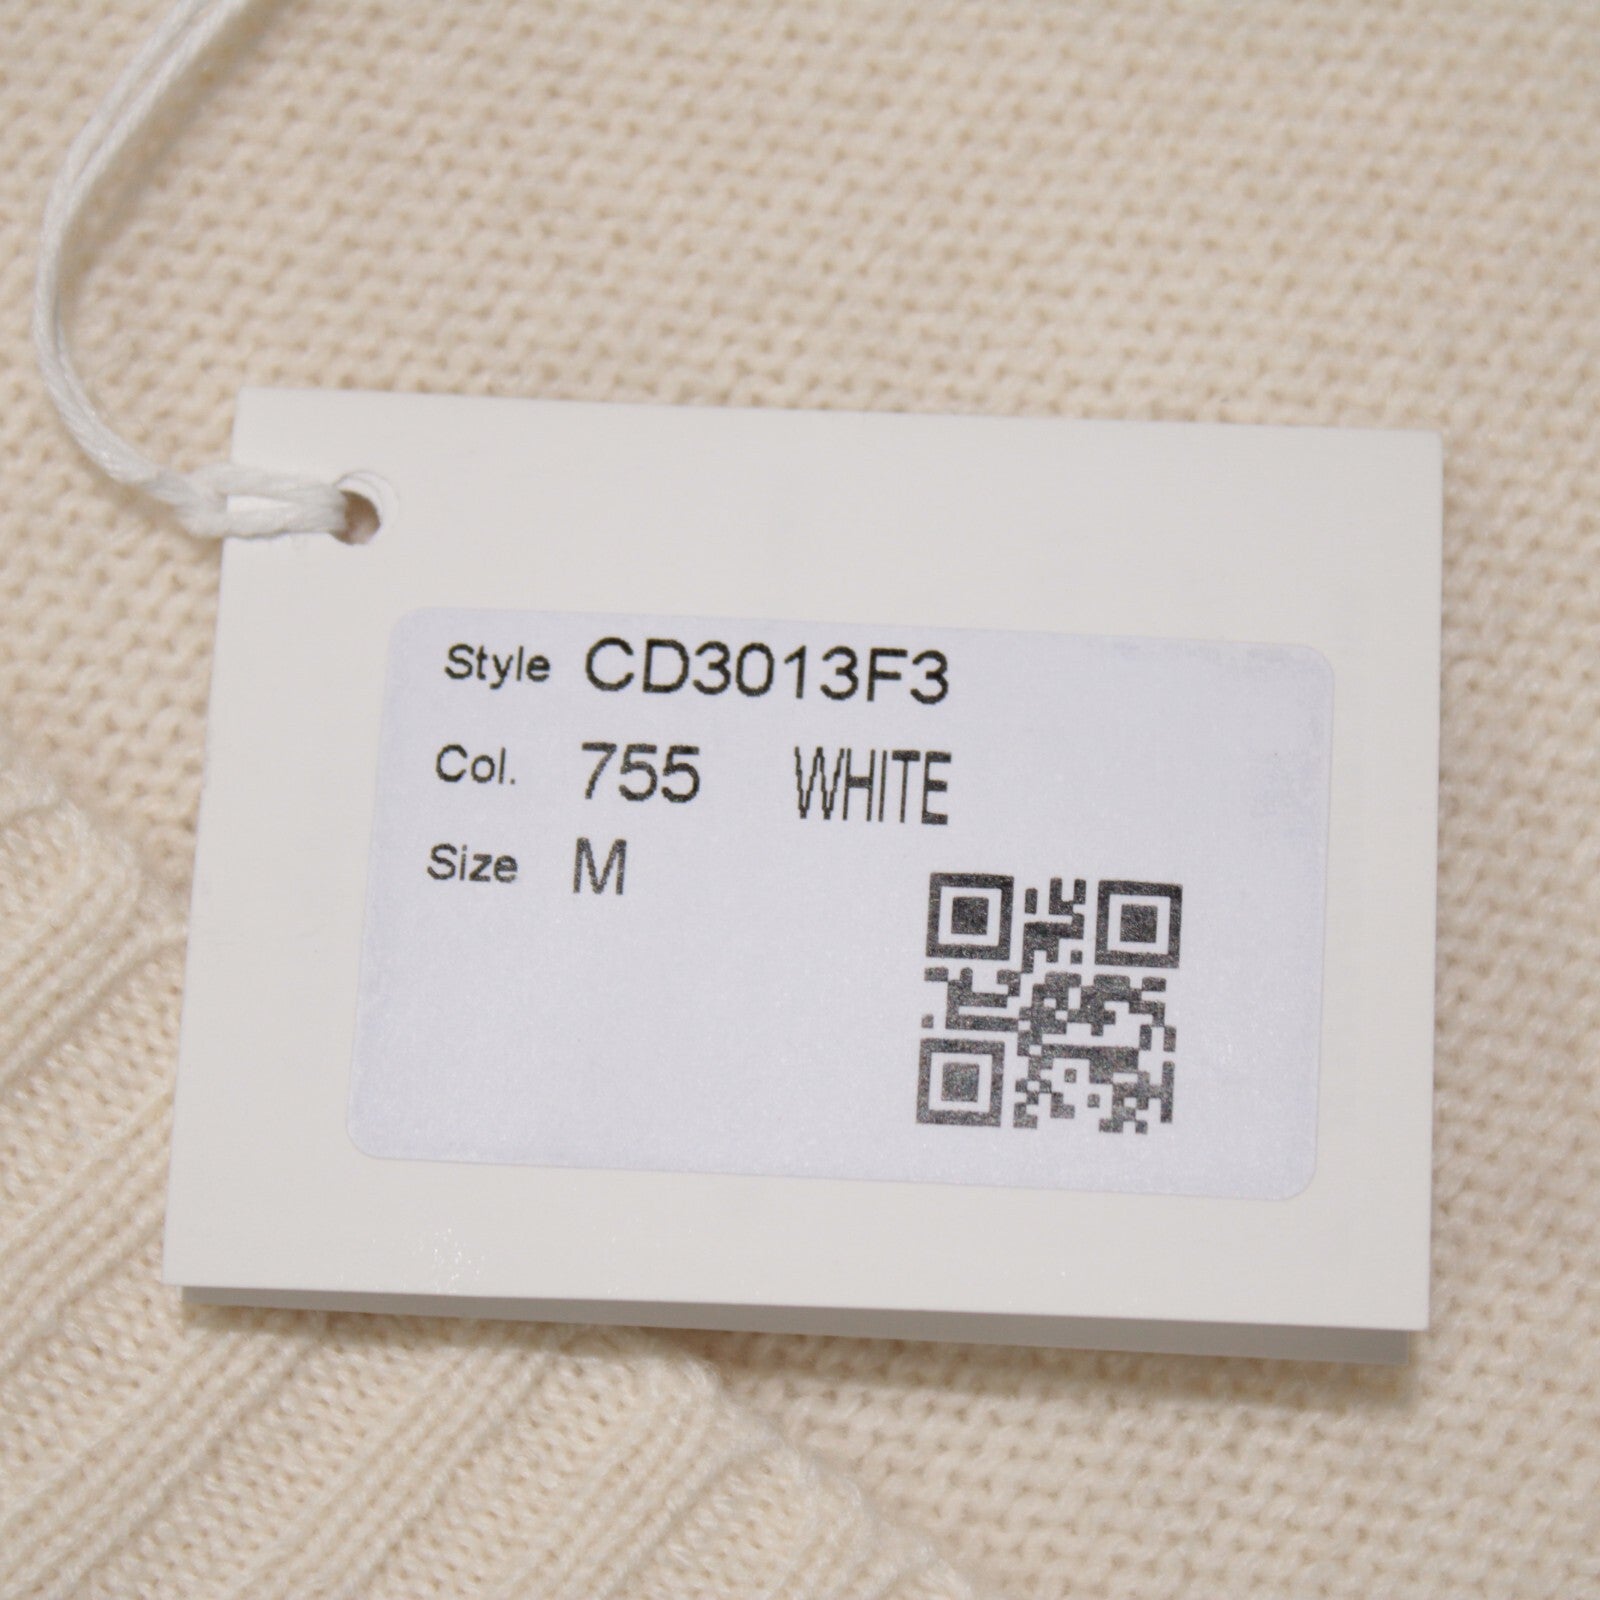 Style CD3013F3
Col. 755 WHITE
Size M